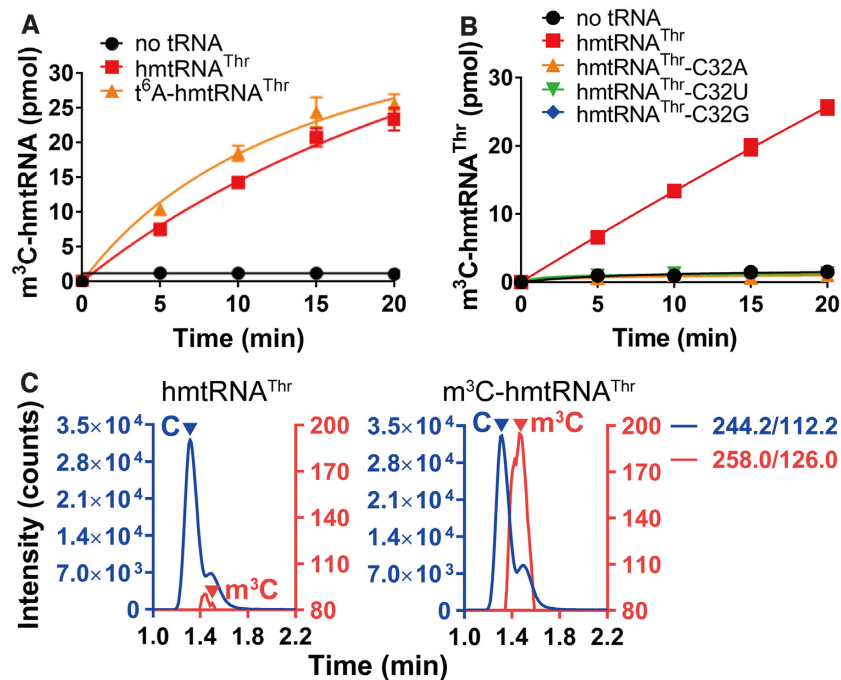 A
no tRNA
hmtRNAᵀʰʳ
t⁶A-hmtRNAᵀʰʳ
m³C-hmtRNA (pmol)
30
25
20
15
10
5
0
0 5 10 15 20
Time (min)
B
no tRNA
hmtRNAᵀʰʳ
hmtRNAᵀʰʳ-C32A
hmtRNAᵀʰʳ-C32U
hmtRNAᵀʰʳ-C32G
m³C-hmtRNAᵀʰʳ (pmol)
30
20
10
0
0 5 10 15 20
Time (min)
C
hmtRNAᵀʰʳ
Intensity (counts)
3.5×10⁴
2.8×10⁴
2.1×10⁴
1.4×10⁴
7.0×10³
0
C
m³C
200
170
140
110
80
1.0 1.4 1.8 2.2
m³C-hmtRNAᵀʰʳ
3.5×10⁴
2.8×10⁴
2.1×10⁴
1.4×10⁴
7.0×10³
0
C
m³C
200
170
140
110
80
1.0 1.4 1.8 2.2
244.2/112.2
258.0/126.0
Time (min)